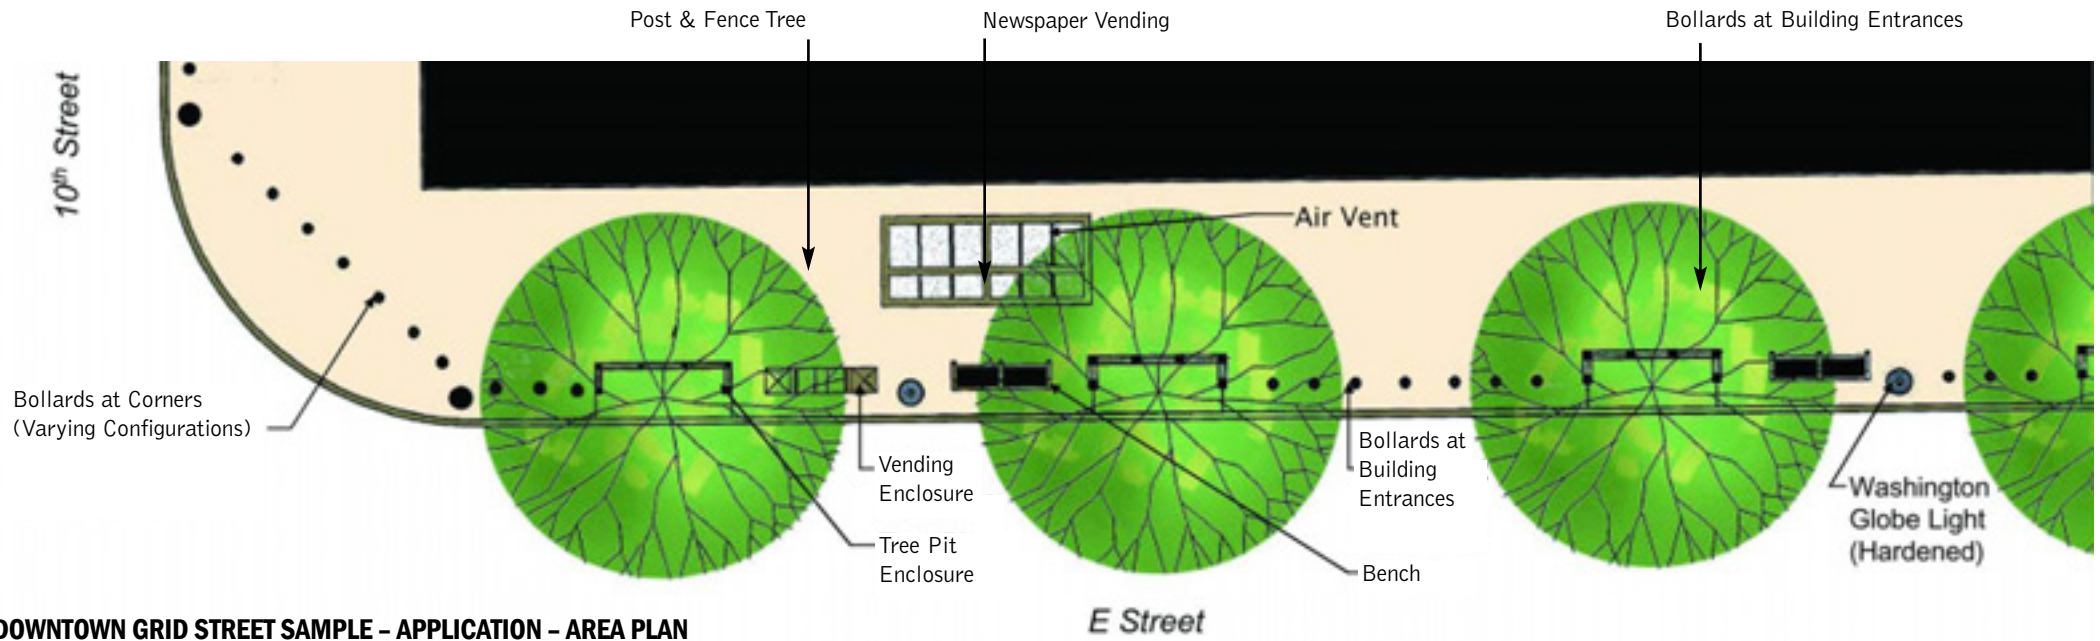 Post & Fence Tree
Newspaper Vending
Bollards at Building Entrances
10th Street
Air Vent
Bollards at Corners
(Varying Configurations)
Vending
Enclosure
Tree Pit
Enclosure
Bollards at
Building
Entrances
Bench
Washington
Globe Light
(Hardened)
E Street
DOWNTOWN GRID STREET SAMPLE – APPLICATION – AREA PLAN